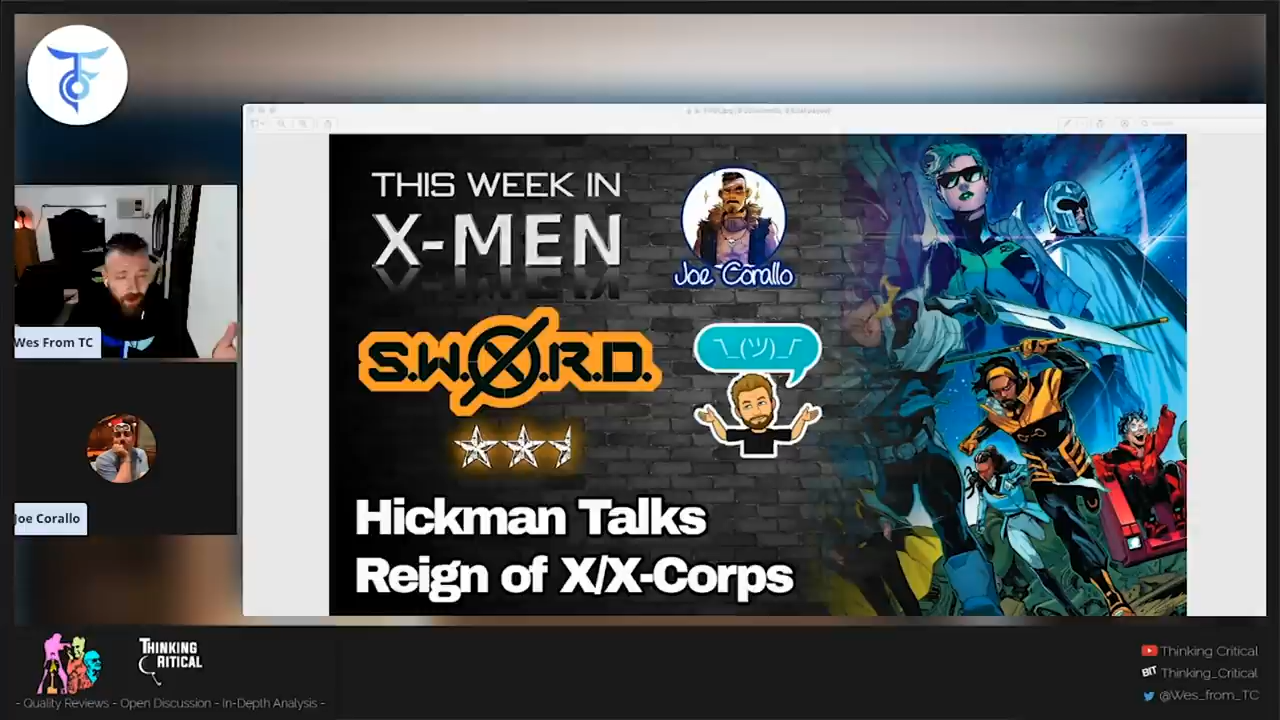 THIS WEEK IN
X-MEN
Joe Corallo
S.W.O.R.D.
¯\_(ツ)_/¯
Hickman Talks
Reign of X/X-Corps
Wes From TC
Joe Corallo
THINKING
CRITICAL
- Quality Reviews - Open Discussion - In-Depth Analysis -
Thinking Critical
BIT Thinking_Critical
@Wes_from_TC